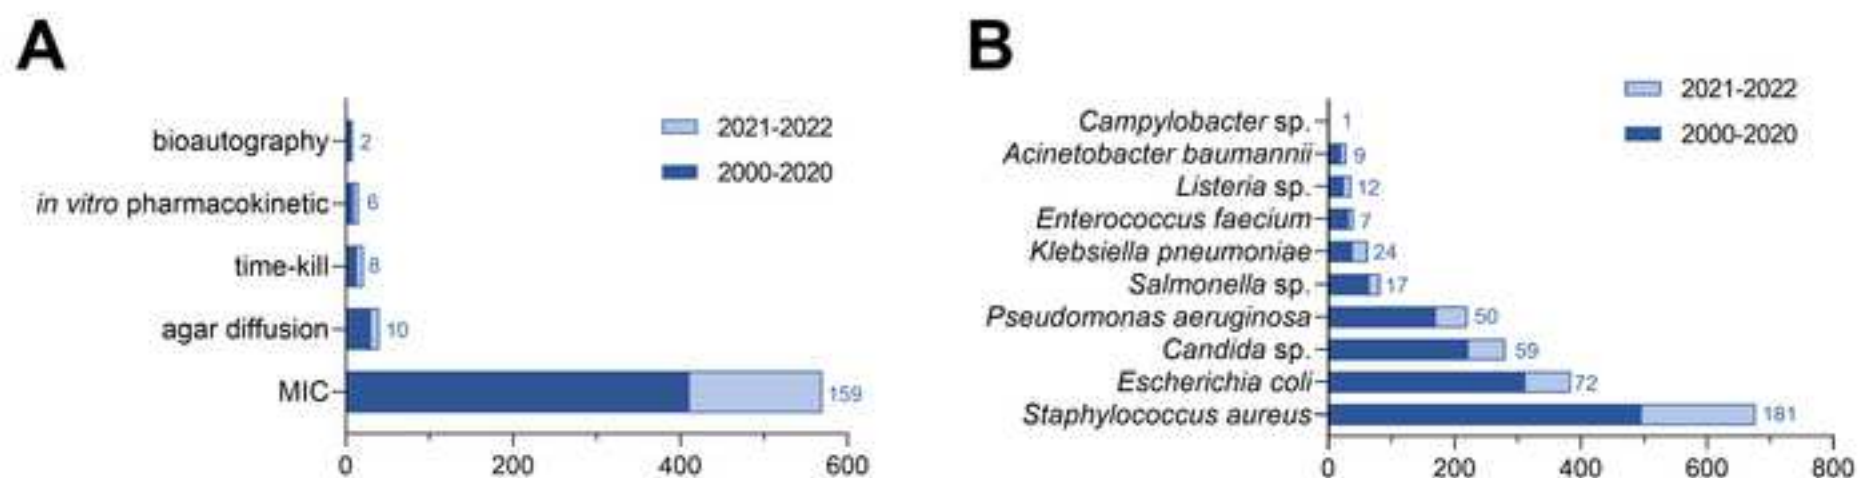 A
bioautography
2
in vitro pharmacokinetic
6
time-kill
8
agar diffusion
10
MIC
159
0 200 400 600
2021-2022
2000-2020
B
2021-2022
2000-2020
Campylobacter sp.
1
Acinetobacter baumannii
9
Listeria sp.
12
Enterococcus faecium
7
Klebsiella pneumoniae
24
Salmonella sp.
17
Pseudomonas aeruginosa
50
Candida sp.
59
Escherichia coli
72
Staphylococcus aureus
181
0 200 400 600 800